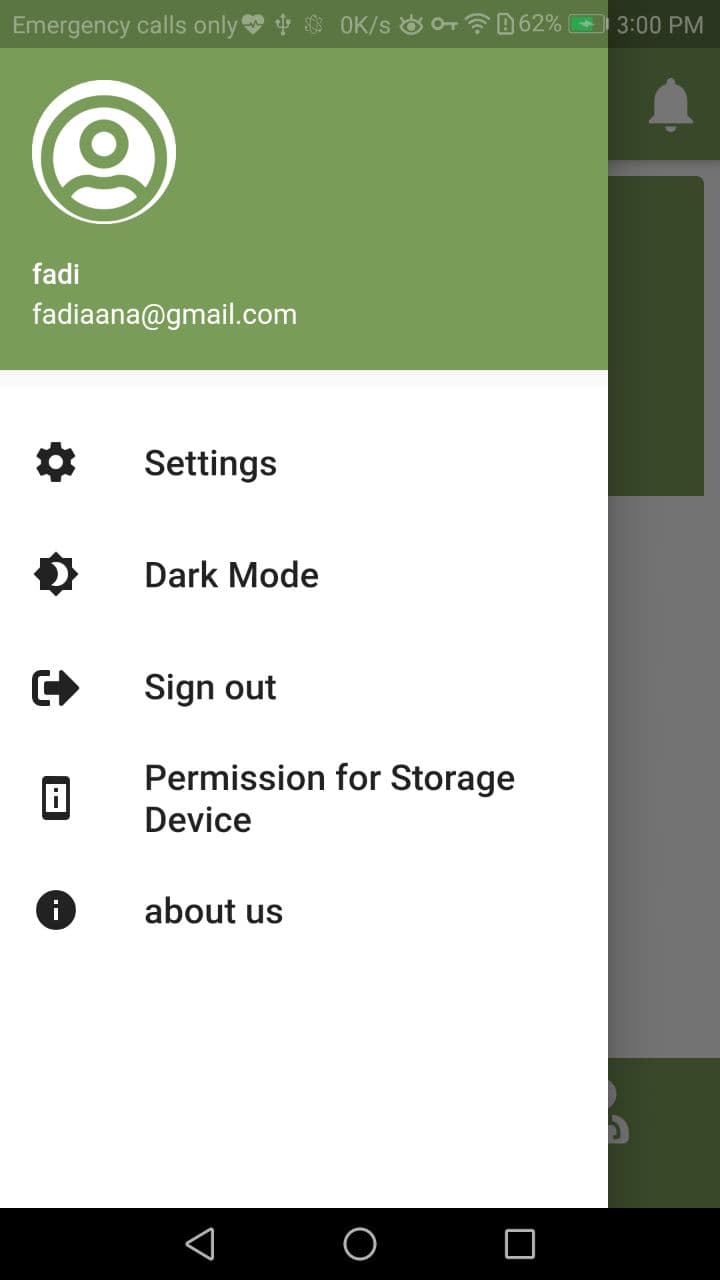 Emergency calls only 0K/s 62% 3:00 PM
fadi
fadiaana@gmail.com
Settings
Dark Mode
Sign out
Permission for Storage
Device
about us